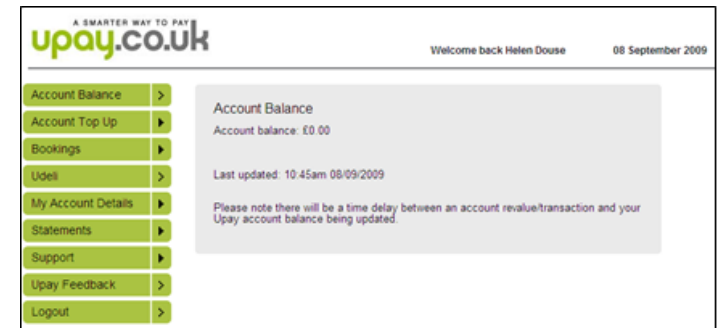 A SMARTER WAY TO PAY
upay.co.uk
Welcome back Helen Douse 08 September 2009
Account Balance >
Account Top Up
Bookings
Udeli >
My Account Details
Statements
Support
Upay Feedback >
Logout >
Account Balance
Account balance: £0.00
Last updated: 10:45am 08/09/2009
Please note there will be a time delay between an account revalue/transaction and your
Upay account balance being updated.